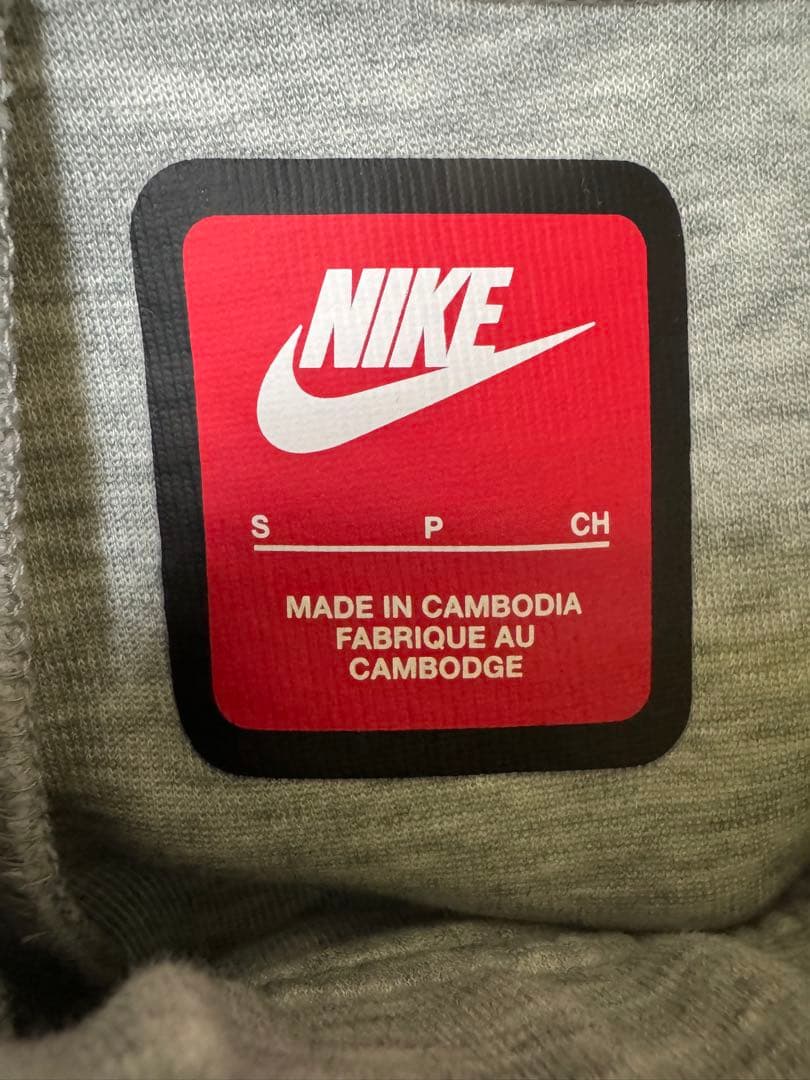 NIKE
S P CH
MADE IN CAMBODIA
FABRIQUE AU
CAMBODGE